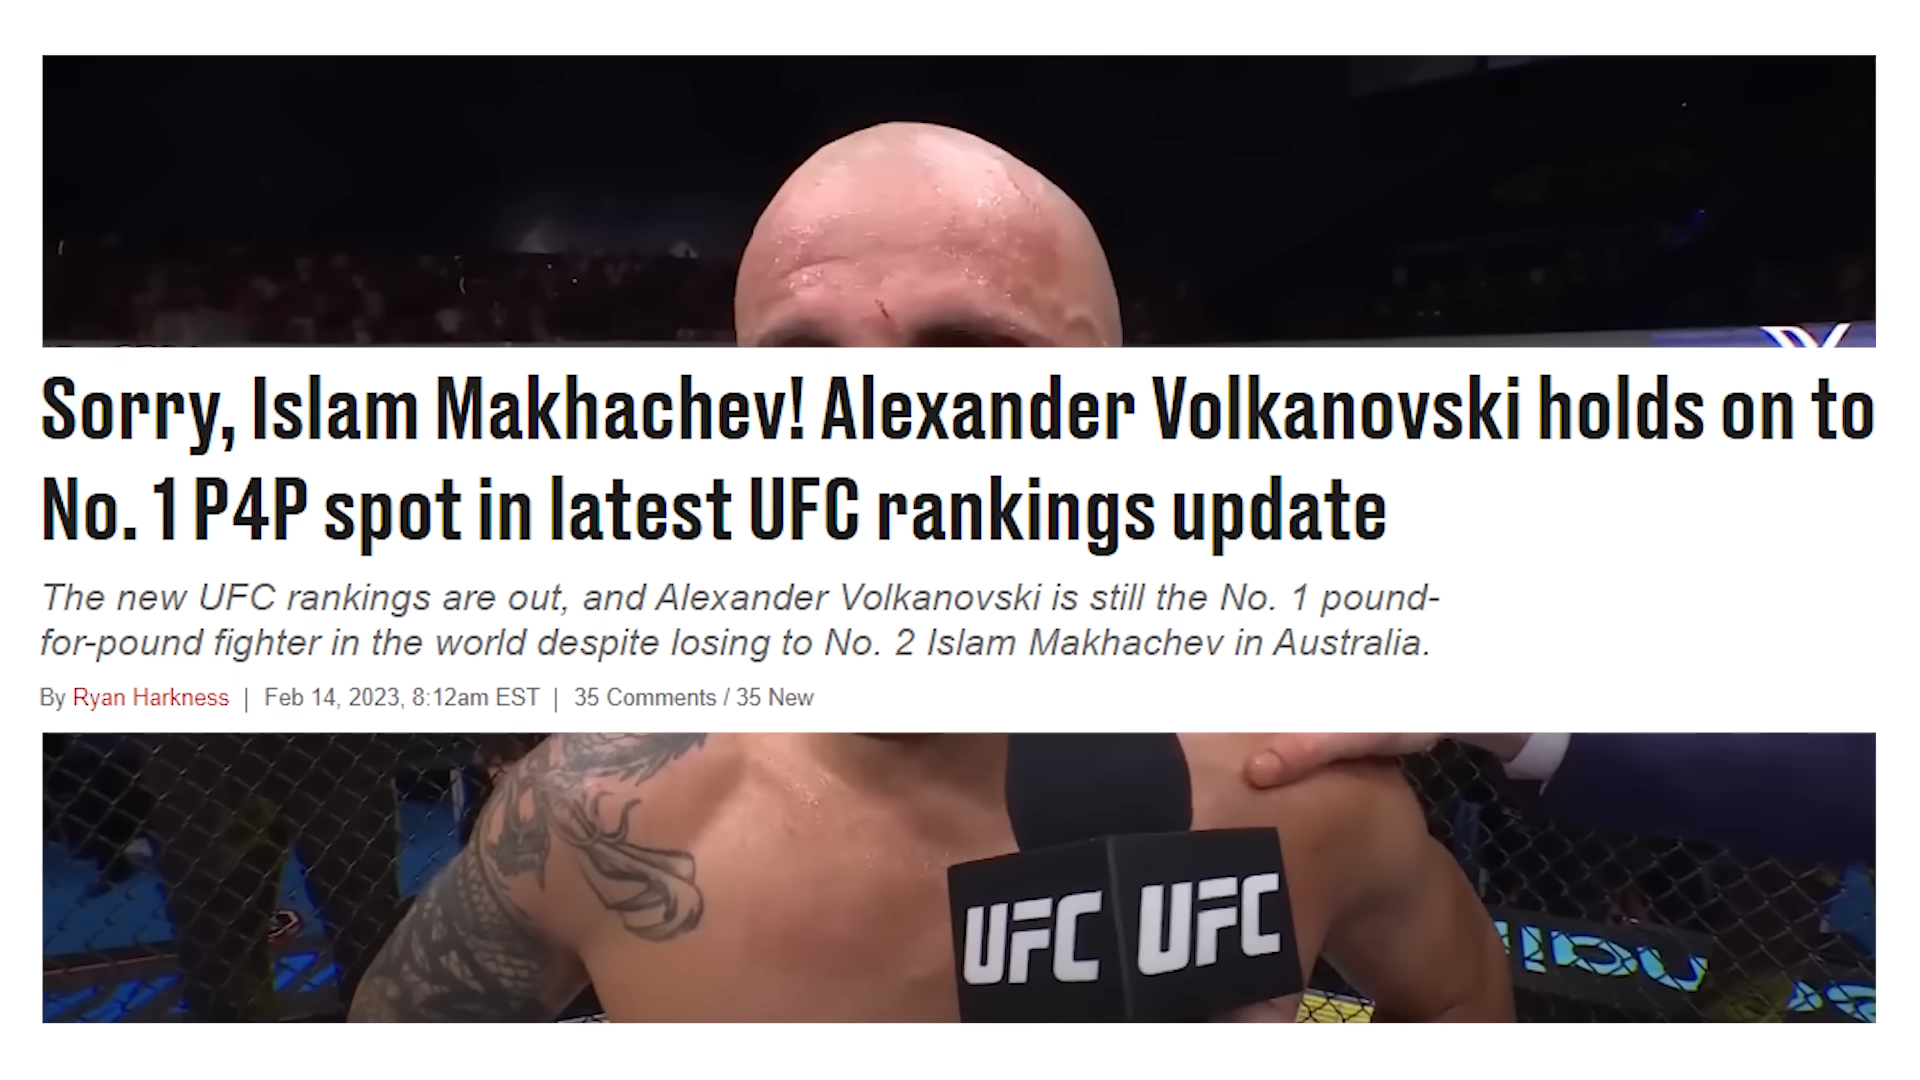 Sorry, Islam Makhachev! Alexander Volkanovski holds on to
No. 1 P4P spot in latest UFC rankings update
The new UFC rankings are out, and Alexander Volkanovski is still the No. 1 pound-
for-pound fighter in the world despite losing to No. 2 Islam Makhachev in Australia.
By Ryan Harkness | Feb 14, 2023, 8:12am EST | 35 Comments / 35 New
UFC UFC